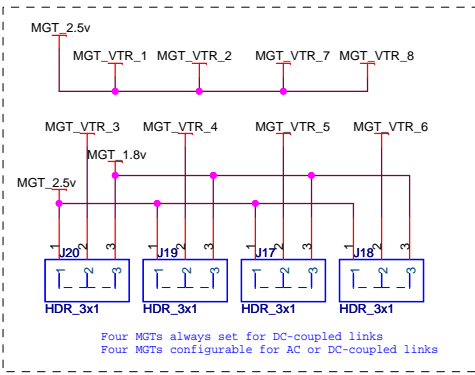 MGT_2.5v
MGT_VTR_1 MGT_VTR_2 MGT_VTR_7 MGT_VTR_8
MGT_VTR_3 MGT_VTR_4 MGT_VTR_5 MGT_VTR_6
MGT_1.8v
MGT_2.5v
1 2 3 1 2 3 1 2 3 1 2 3
J20 J19 J17 J18
1 2 3 1 2 3 1 2 3 1 2 3
HDR_3x1 HDR_3x1 HDR_3x1 HDR_3x1
Four MGTs always set for DC-coupled links
Four MGTs configurable for AC or DC-coupled links